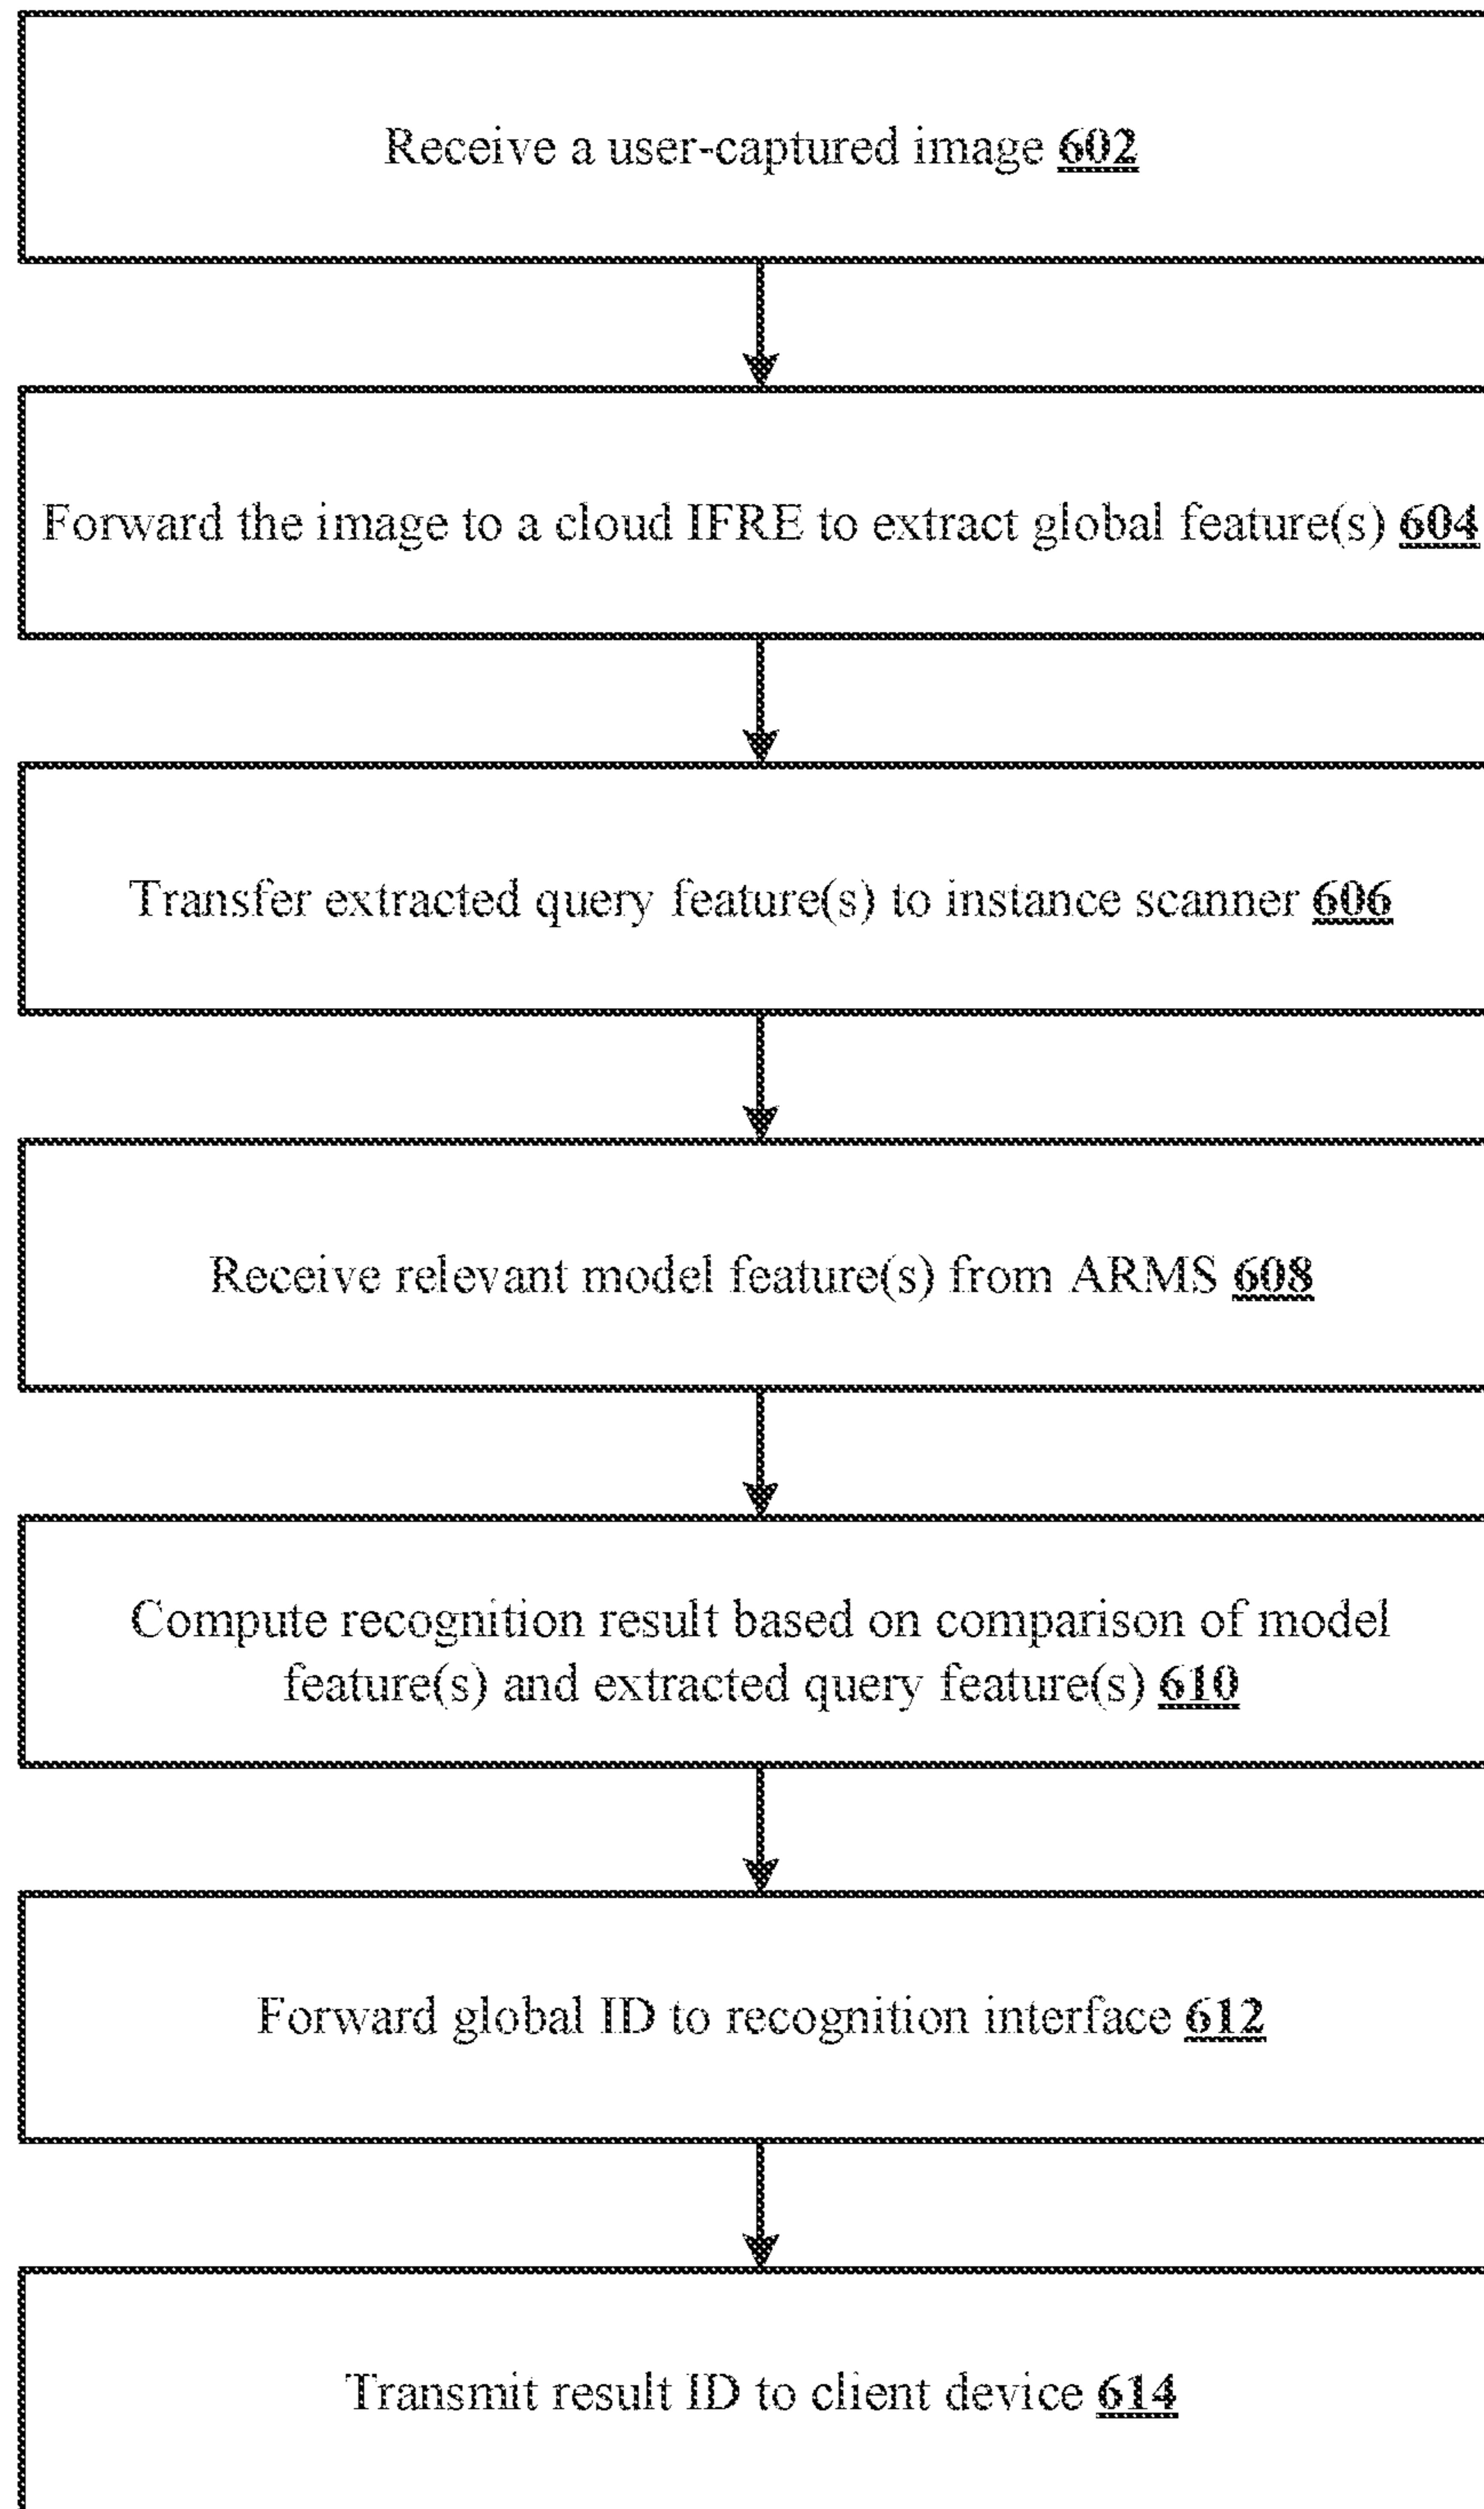 Receive a user-captured image 602
Forward the image to a cloud IFRE to extract global feature(s) 604
Transfer extracted query feature(s) to instance scanner 606
Receive relevant model feature(s) from ARMS 608
Compute recognition result based on comparison of model
feature(s) and extracted query feature(s) 610
Forward global ID to recognition interface 612
Transmit result ID to client device 614